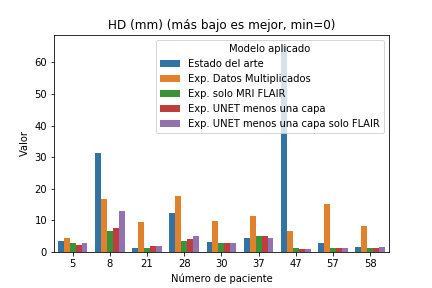 HD (mm) (más bajo es mejor, min=0)
Modelo aplicado
Estado del arte
Exp. Datos Multiplicados
Exp. solo MRI FLAIR
Exp. UNET menos una capa
Exp. UNET menos una capa solo FLAIR
Valor
60
50
40
30
20
10
0
5 8 21 28 30 37 47 57 58
Número de paciente